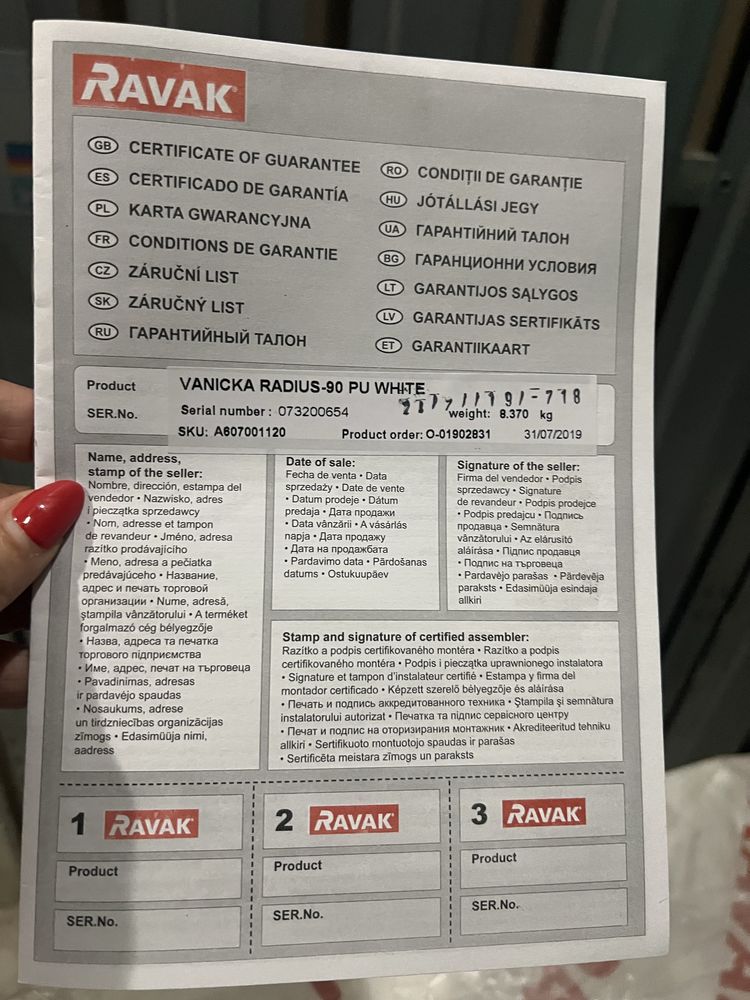 RAVAK
GB CERTIFICATE OF GUARANTEE
ES CERTIFICADO DE GARANTÍA
PL KARTA GWARANCYJNA
FR CONDITIONS DE GARANTIE
CZ ZÁRUČNÍ LIST
SK ZÁRUČNÝ LIST
RU ГАРАНТИЙНЫЙ ТАЛОН
RO CONDIȚII DE GARANȚIE
HU JÓTÁLLÁSI JEGY
UA ГАРАНТІЙНИЙ ТАЛОН
BG ГАРАНЦИОННИ УСЛОВИЯ
LT GARANTIJOS SĄLYGOS
LV GARANTIJAS SERTIFIKĀTS
ET GARANTIIKAART
Product VANICKA RADIUS-90 PU WHITE
SER.No. Serial number : 073200654 weight: 8.370 kg
SKU: A607001120 Product order: O-01902831 31/07/2019
Name, address,
stamp of the seller:
Nombre, dirección, estampa del
vendedor • Nazwisko, adres
i pieczątka sprzedawcy
• Nom, adresse et tampon
de revandeur • Jméno, adresa
razítko prodávajícího
• Meno, adresa a pečiatka
predávajúceho • Название,
адрес и печать торговой
организации • Nume, adresă,
ștampila vânzătorului • A terméket
forgalmazó cég bélyegzője
• Назва, адреса та печатка
торгового підприємства
• Име, адрес, печат на търговеца
• Pavadinimas, adresas
ir pardavėjo spaudas
• Nosaukums, adrese
un tirdzniecības organizācijas
zīmogs • Edasimüüja nimi,
aadress
Date of sale:
Fecha de venta • Data
sprzedaży • Date de vente
• Datum prodeje • Dátum
predaja • Дата продажи
• Data vânzării • A vásárlás
napja • Дата продажу
• Дата на продажбата
• Pardavimo data • Pārdošanas
datums • Ostukuupäev
Signature of the seller:
Firma del vendedor • Podpis
sprzedawcy • Signature
de revandeur • Podpis prodejce
• Podpis predajcu • Подпись
продавца • Semnătura
vânzătorului • Az elárusító
aláírása • Підпис продавця
• Подпис на търговеца
• Pardavėjo parašas • Pārdevēja
paraksts • Edasimüüja esindaja
allkiri
Stamp and signature of certified assembler:
Razítko a podpis certifikovaného montéra • Razítko a podpis
certifikovaného montéra • Podpis i pieczątka uprawnionego instalatora
• Signature et tampon d'instalateur certifié • Estampa y firma del
montador certificado • Képzett szerelő bélyegzője és aláírása
• Печать и подпись аккредитованного техника • Ștampila și semnătura
instalatorului autorizat • Печатка та підпис сервісного центру
• Печат и подпис на оторизирания монтажник • Akrediteeritud tehniku
allkiri • Sertifikuoto montuotojo spaudas ir parašas
• Sertificēta meistara zīmogs un paraksts
1 RAVAK
Product
SER.No.
2 RAVAK
Product
SER.No.
3 RAVAK
Product
SER.No.